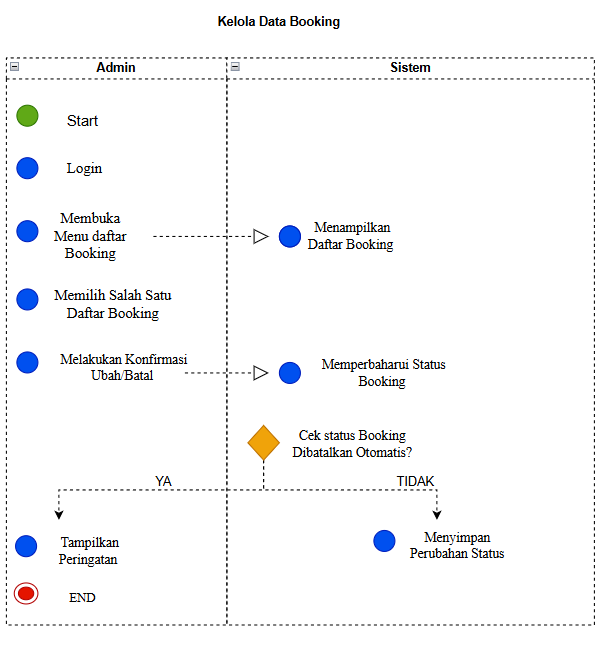 Kelola Data Booking
Admin
Sistem
Start
Login
Membuka
Menu daftar
Booking
Menampilkan
Daftar Booking
Memilih Salah Satu
Daftar Booking
Melakukan Konfirmasi
Ubah/Batal
Memperbaharui Status
Booking
Cek status Booking
Dibatalkan Otomatis?
YA
TIDAK
Tampilkan
Peringatan
Menyimpan
Perubahan Status
END